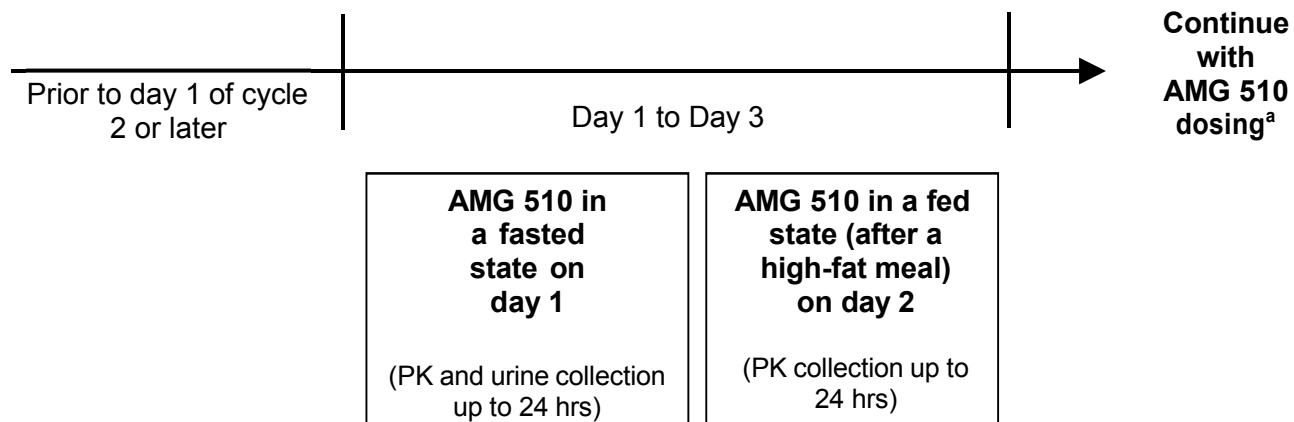 Prior to day 1 of cycle
2 or later
Day 1 to Day 3
Continue
with
AMG 510
dosingᵃ
AMG 510 in
a fasted
state on
day 1
(PK and urine collection
up to 24 hrs)
AMG 510 in a fed
state (after a
high-fat meal)
on day 2
(PK collection up to
24 hrs)